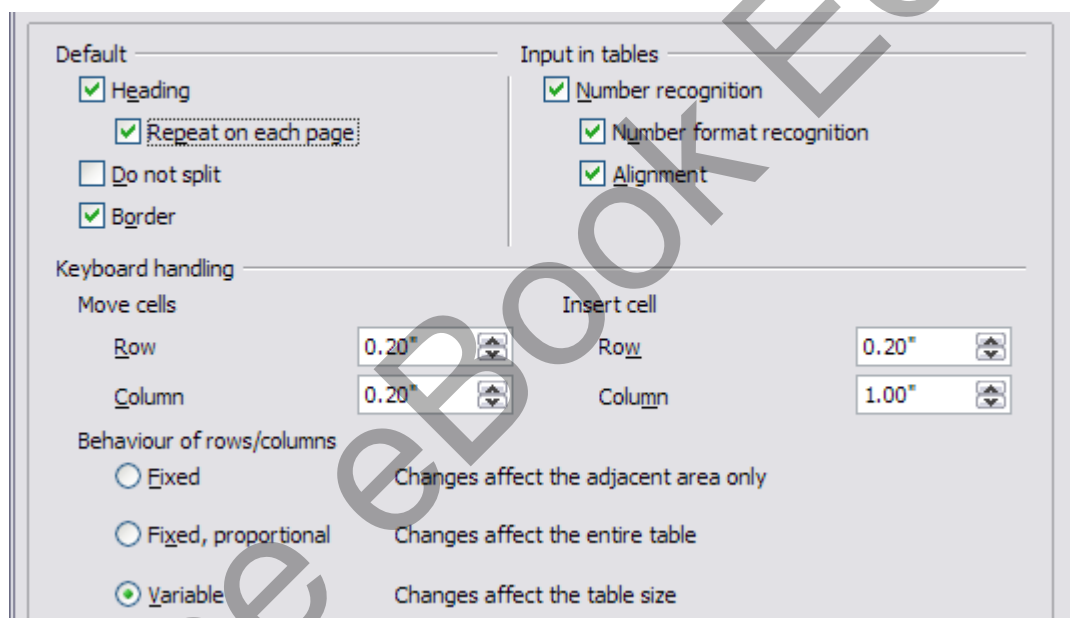 Default
Input in tables
Heading
Number recognition
Repeat on each page
Number format recognition
Do not split
Alignment
Border
Keyboard handling
Move cells
Insert cell
Row 0.20"
Row 0.20"
Column 0.20"
Column 1.00"
Behaviour of rows/columns
Fixed Changes affect the adjacent area only
Fixed, proportional Changes affect the entire table
Variable Changes affect the table size
e eBook Ed